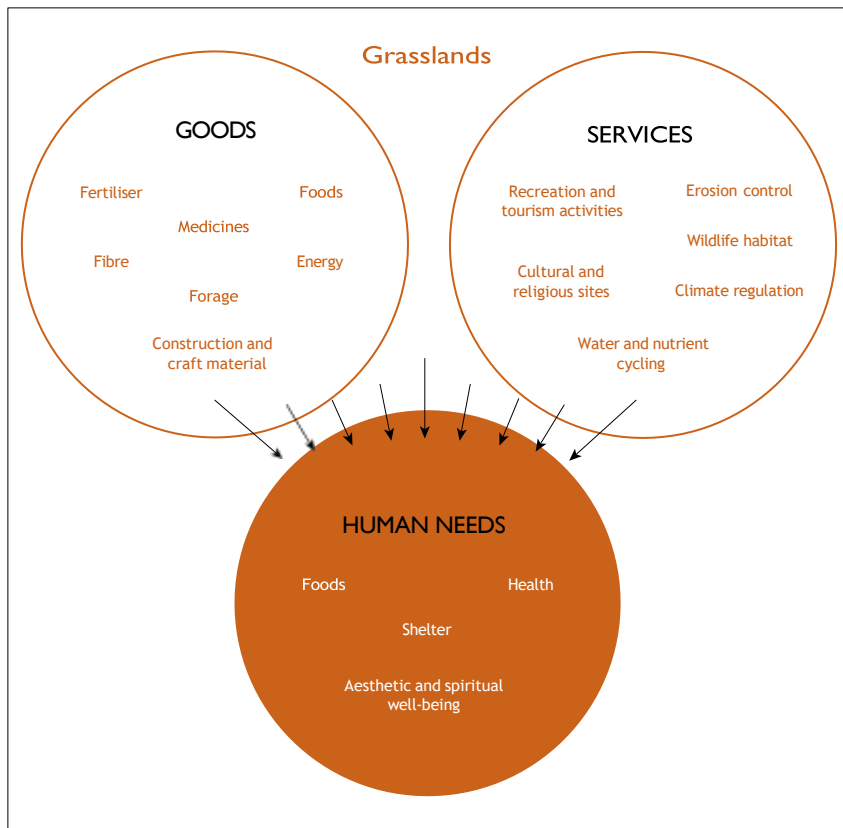 Grasslands
GOODS
Fertiliser
Foods
Medicines
Fibre
Energy
Forage
Construction and
craft material
SERVICES
Recreation and
tourism activities
Erosion control
Wildlife habitat
Cultural and
religious sites
Climate regulation
Water and nutrient
cycling
HUMAN NEEDS
Foods
Health
Shelter
Aesthetic and spiritual
well-being